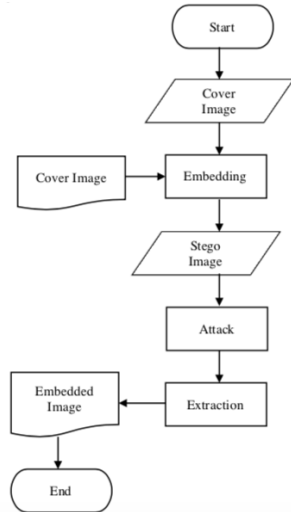 Start
Cover
Image
Cover Image
Embedding
Stego
Image
Attack
Embedded
Image
Extraction
End